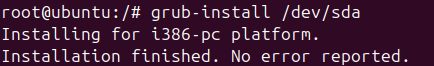 root@ubuntu:/# grub-install /dev/sda
Installing for i386-pc platform.
Installation finished. No error reported.